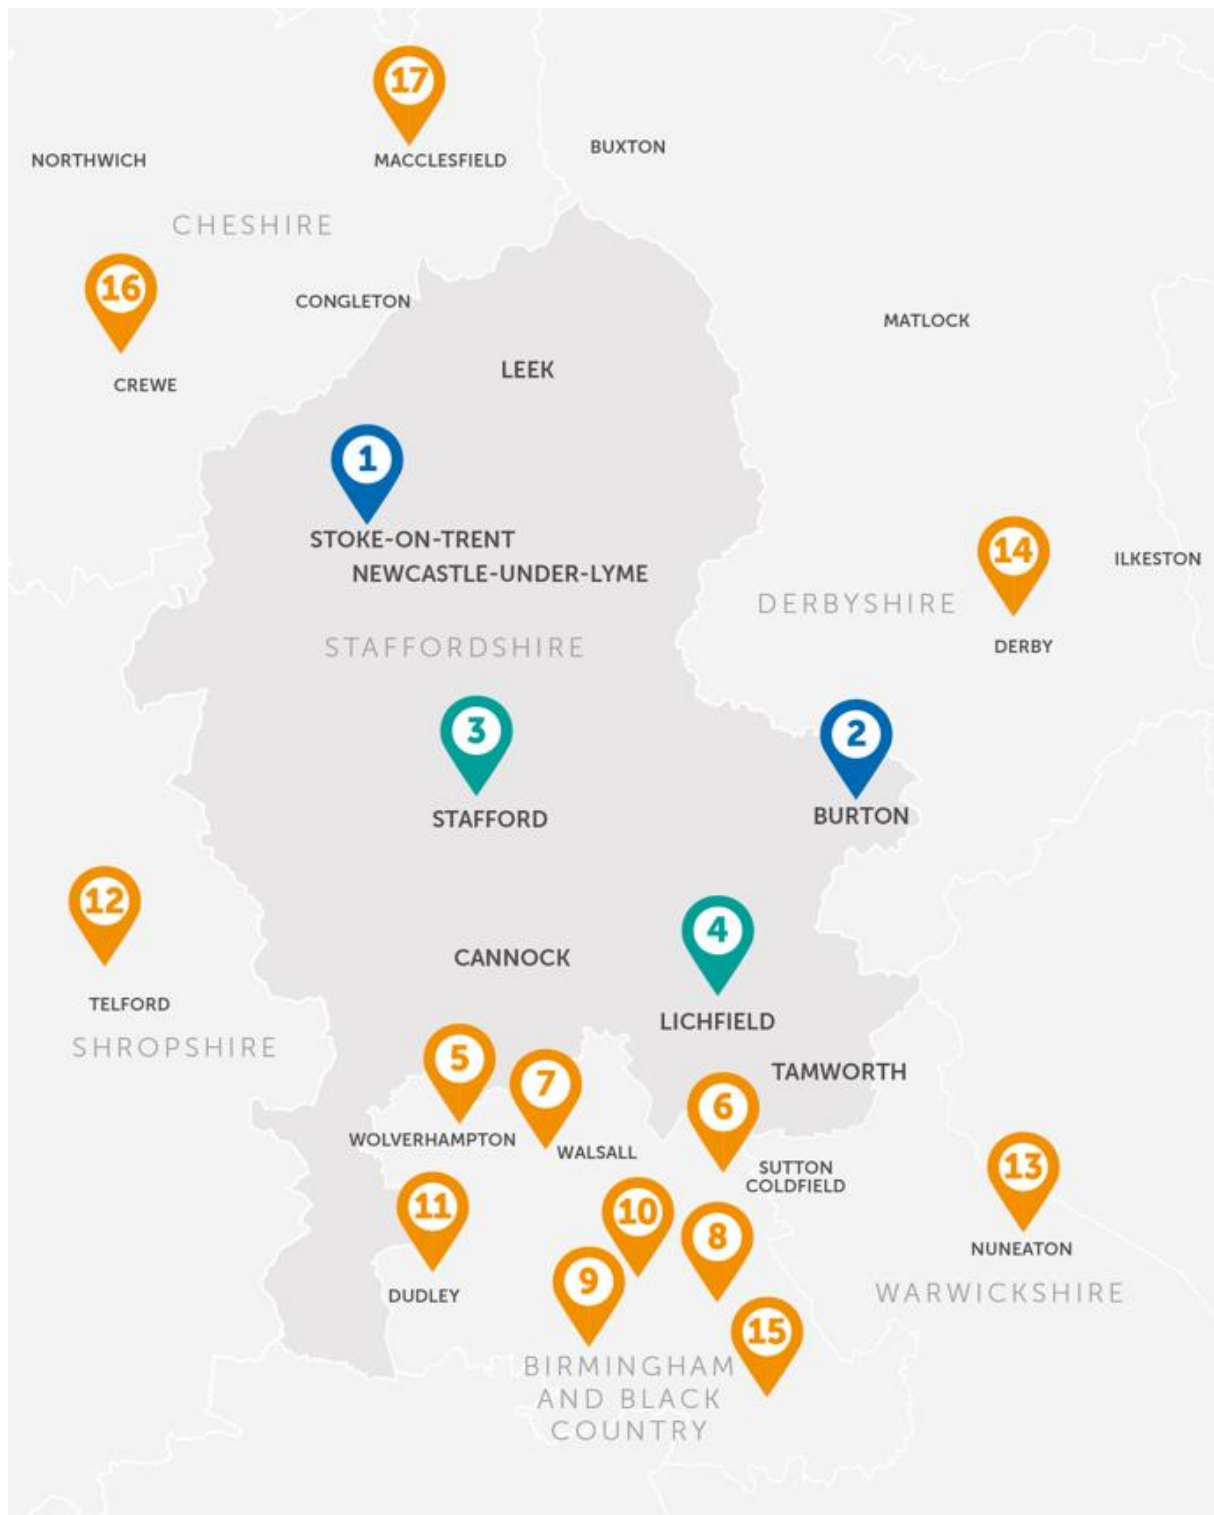 17
NORTHWICH
MACCLESFIELD
BUXTON
CHESHIRE
16
CONGLETON
MATLOCK
LEEK
CREWE
1
STOKE-ON-TRENT
NEWCASTLE-UNDER-LYME
14
ILKESTON
DERBYSHIRE
STAFFORDSHIRE
DERBY
3
2
STAFFORD
BURTON
12
4
CANNOCK
TELFORD
LICHFIELD
SHROPSHIRE
5
7
TAMWORTH
6
WOLVERHAMPTON
WALSALL
SUTTON
COLDFIELD
13
11
10
8
NUNEATON
9
DUDLEY
WARWICKSHIRE
15
BIRMINGHAM
AND BLACK
COUNTRY